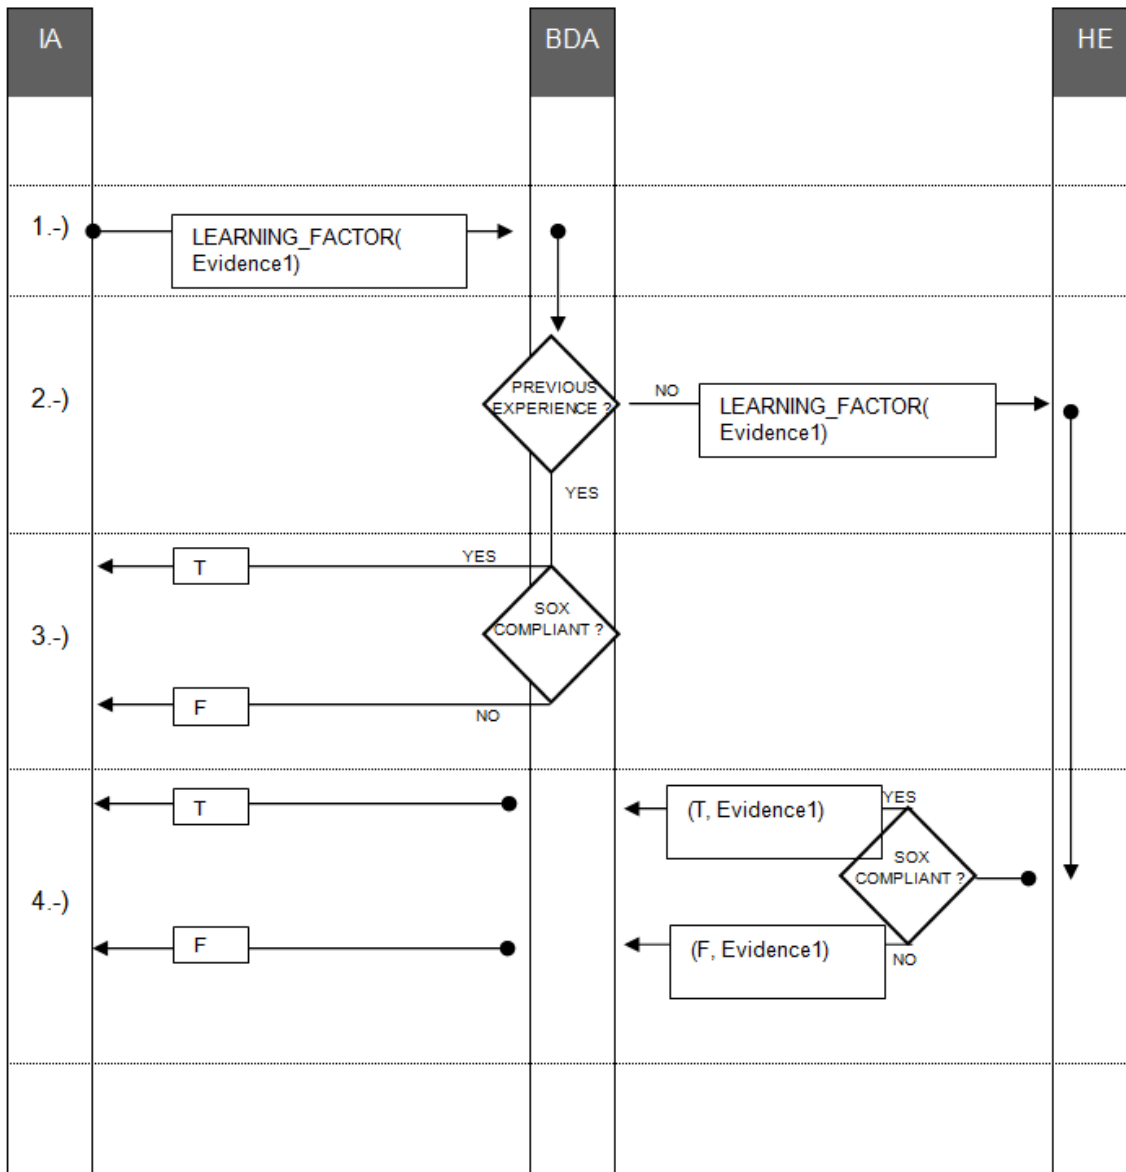 IA
BDA
HE
1.-)
LEARNING_FACTOR(
Evidence1)
2.-)
PREVIOUS
EXPERIENCE ?
NO
LEARNING_FACTOR(
Evidence1)
YES
3.-)
YES
T
SOX
COMPLIANT ?
F
NO
4.-)
T
(T, Evidence1)
YES
SOX
COMPLIANT ?
F
(F, Evidence1)
NO